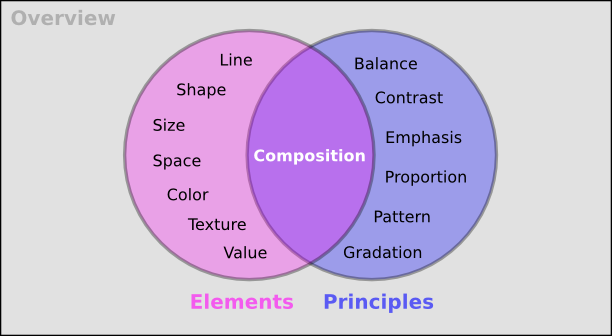 Overview
Line
Shape
Size
Space
Color
Texture
Value
Composition
Balance
Contrast
Emphasis
Proportion
Pattern
Gradation
Elements
Principles